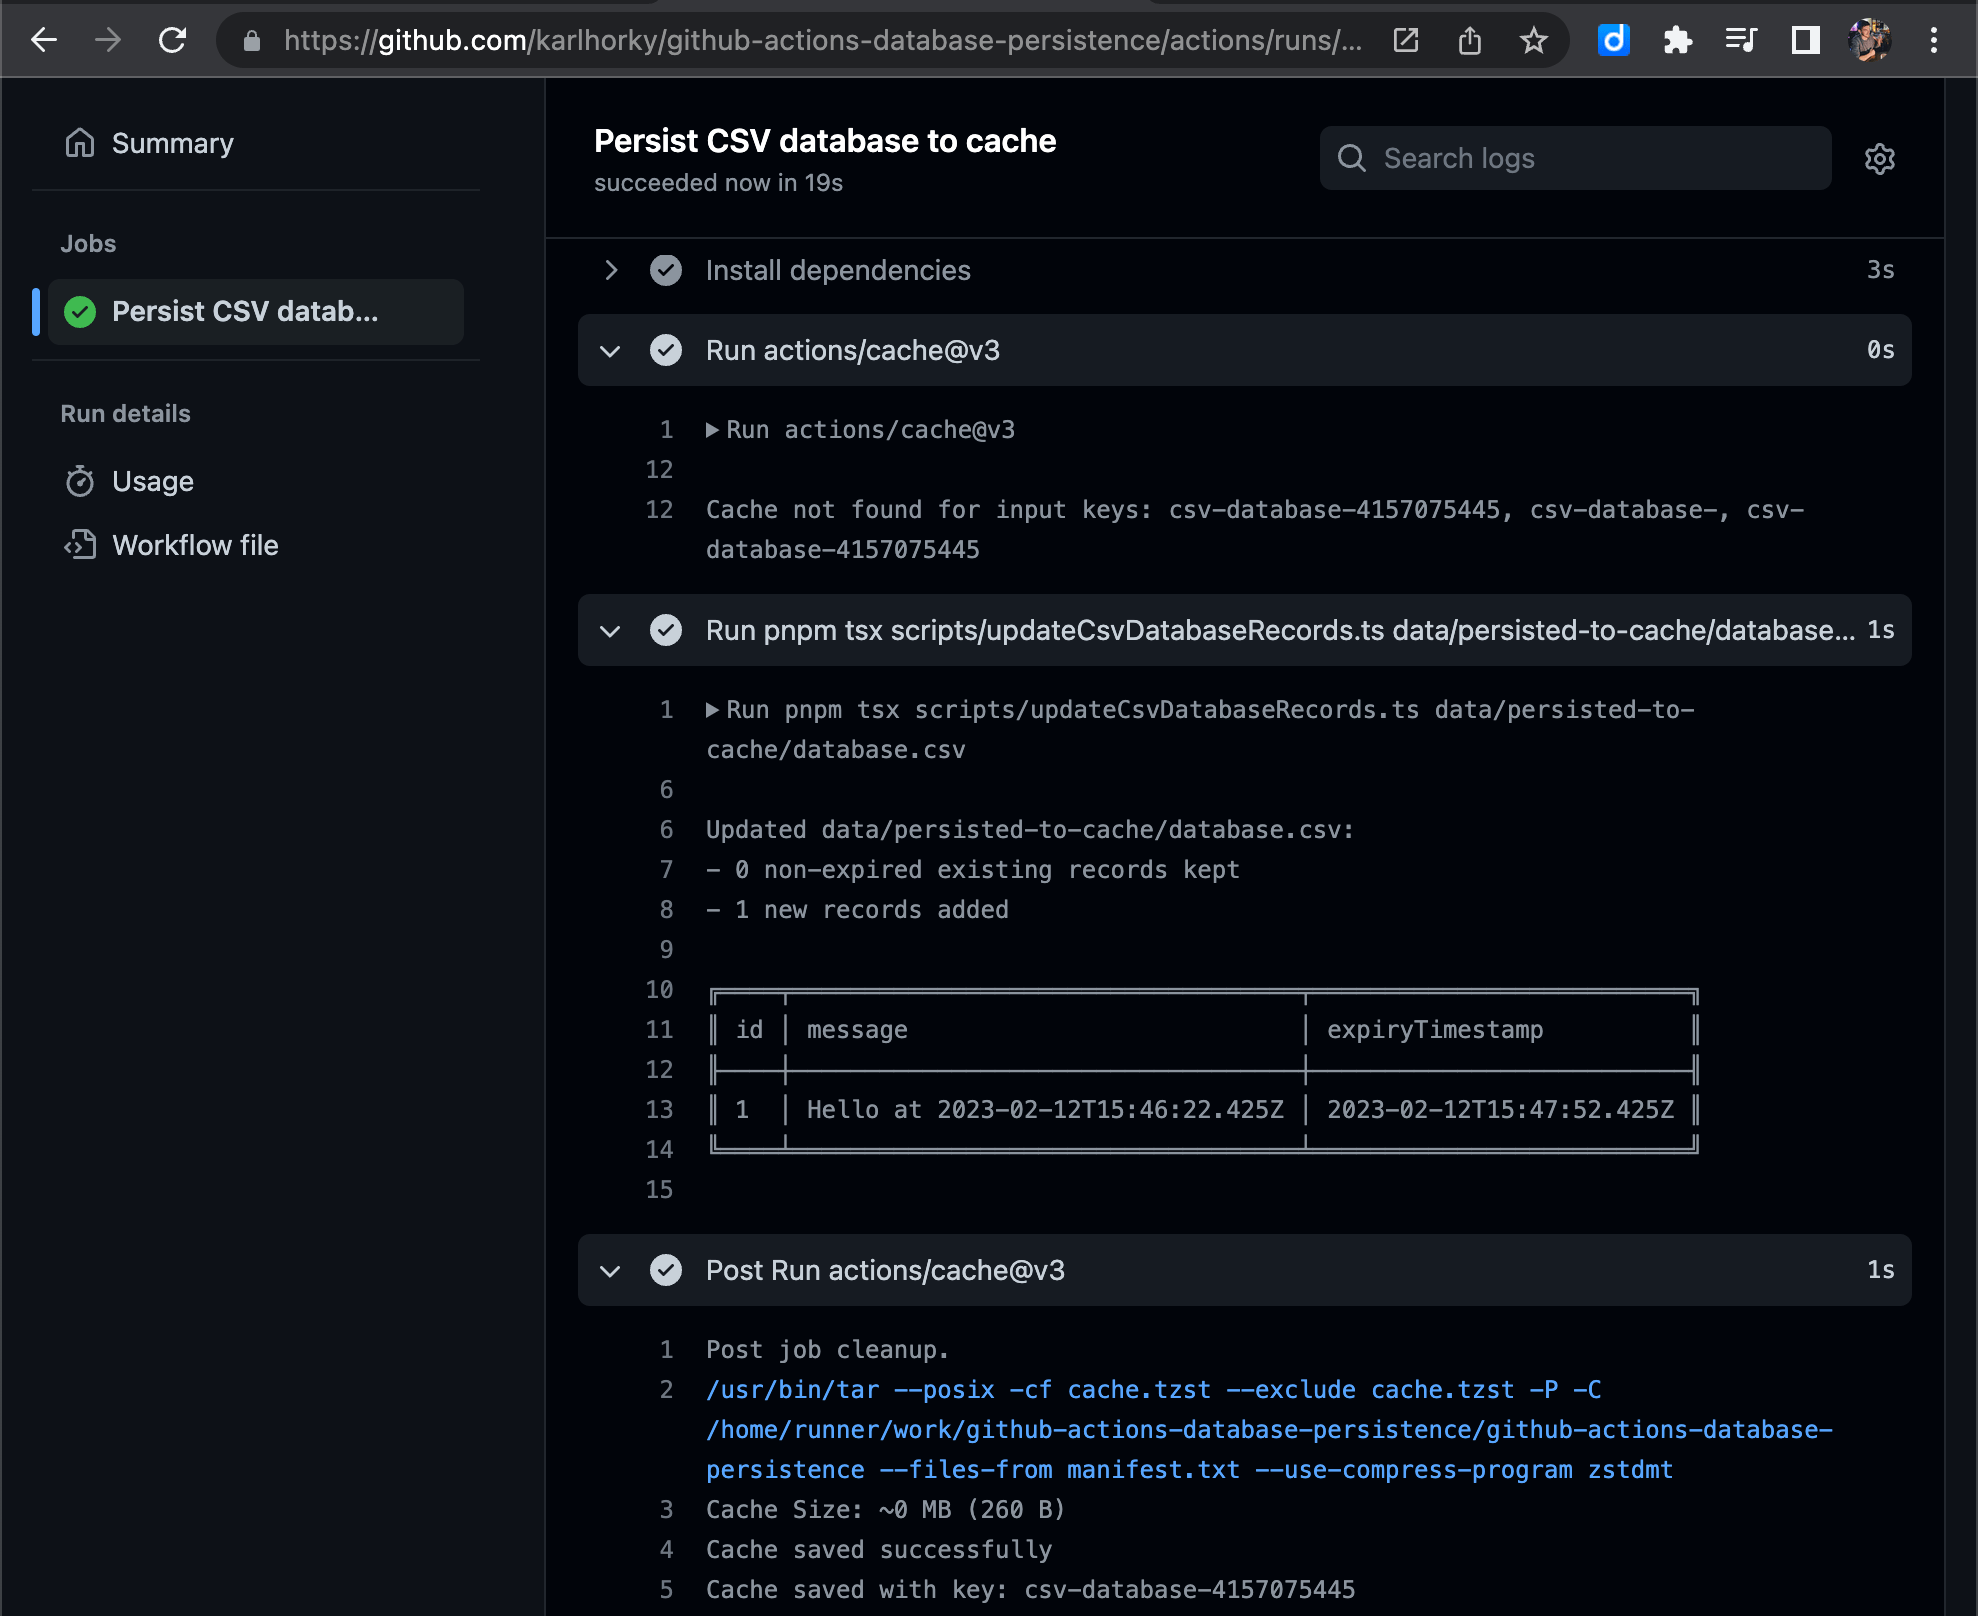 https://github.com/karlhorky/github-actions-database-persistence/actions/runs/...
Summary
Jobs
Persist CSV datab...
Run details
Usage
Workflow file
Persist CSV database to cache
succeeded now in 19s
Search logs
Install dependencies 3s
Run actions/cache@v3 0s
1 ▶ Run actions/cache@v3
12
12 Cache not found for input keys: csv-database-4157075445, csv-database-, csv-
database-4157075445
Run pnpm tsx scripts/updateCsvDatabaseRecords.ts data/persisted-to-cache/database... 1s
1 ▶ Run pnpm tsx scripts/updateCsvDatabaseRecords.ts data/persisted-to-
cache/database.csv
6
6 Updated data/persisted-to-cache/database.csv:
7 - 0 non-expired existing records kept
8 - 1 new records added
9
10
11 id message expiryTimestamp
12
13 1 Hello at 2023-02-12T15:46:22.425Z 2023-02-12T15:47:52.425Z
14
15
Post Run actions/cache@v3 1s
1 Post job cleanup.
2 /usr/bin/tar --posix -cf cache.tzst --exclude cache.tzst -P -C
/home/runner/work/github-actions-database-persistence/github-actions-database-
persistence --files-from manifest.txt --use-compress-program zstdmt
3 Cache Size: ~0 MB (260 B)
4 Cache saved successfully
5 Cache saved with key: csv-database-4157075445